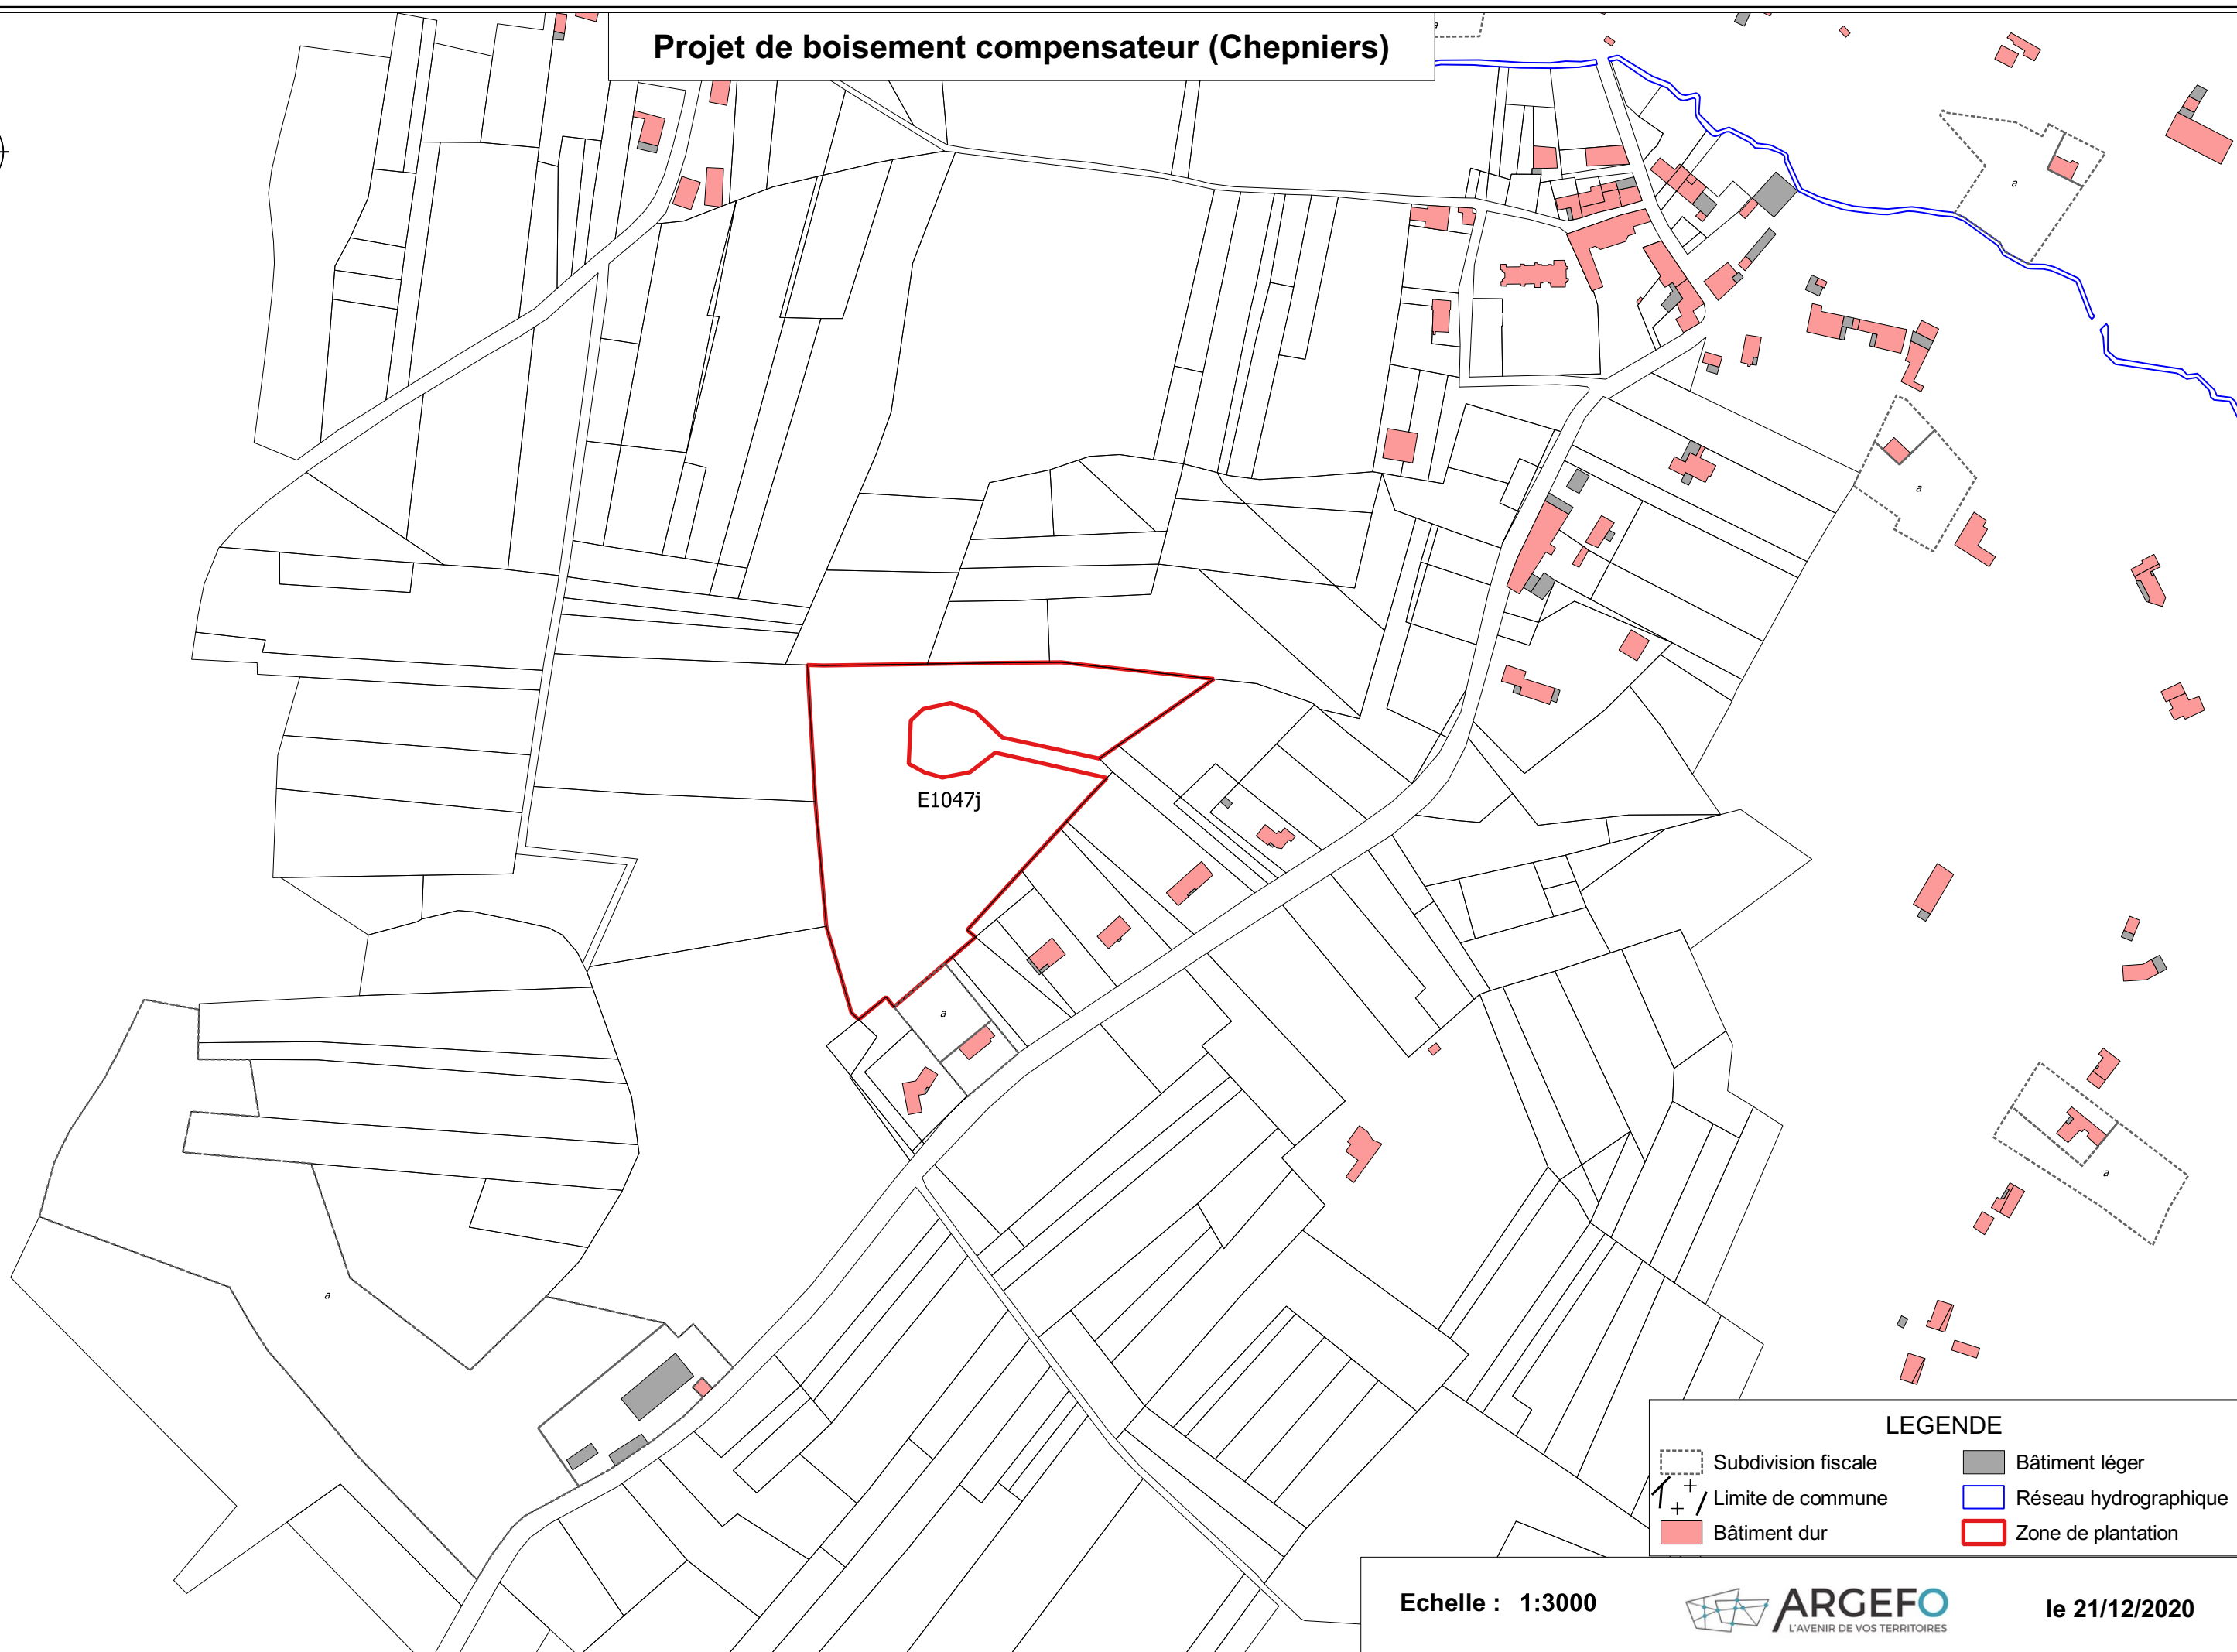 Projet de boisement compensateur (Chepniers)
a
a
a
E1047j
a
a
a
LEGENDE
Subdivision fiscale
Bâtiment léger
Limite de commune
Réseau hydrographique
Bâtiment dur
Zone de plantation
Echelle : 1:3000
ARGEFO
L'AVENIR DE VOS TERRITOIRES
le 21/12/2020